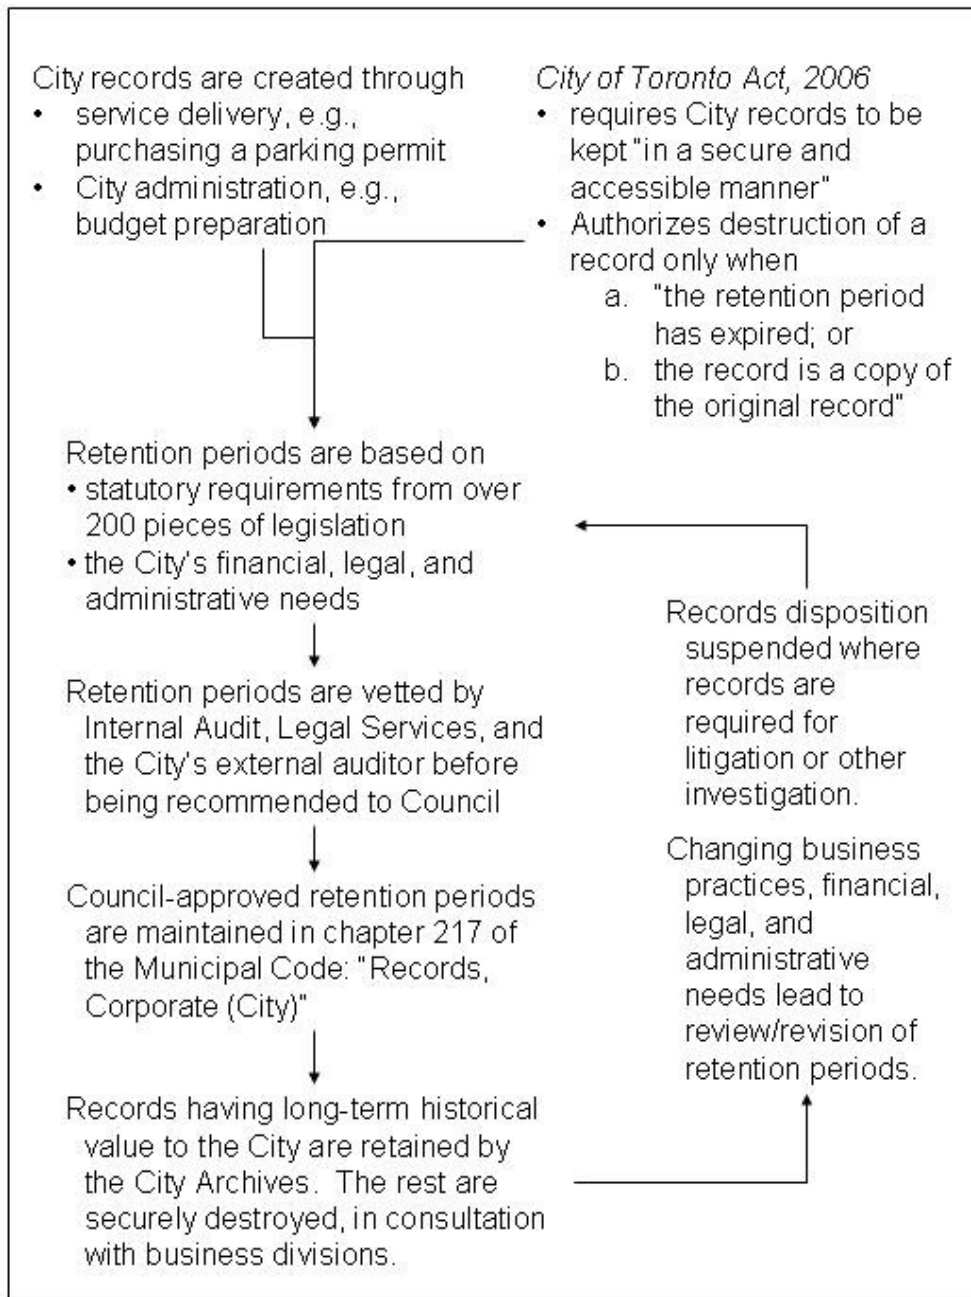 City records are created through
• service delivery, e.g.,
purchasing a parking permit
• City administration, e.g.,
budget preparation
City of Toronto Act, 2006
• requires City records to be
kept "in a secure and
accessible manner"
• Authorizes destruction of a
record only when
a. "the retention period
has expired; or
b. the record is a copy of
the original record"
Retention periods are based on
• statutory requirements from over
200 pieces of legislation
• the City's financial, legal, and
administrative needs
Retention periods are vetted by
Internal Audit, Legal Services, and
the City's external auditor before
being recommended to Council
Council-approved retention periods
are maintained in chapter 217 of
the Municipal Code: "Records,
Corporate (City)"
Records having long-term historical
value to the City are retained by
the City Archives. The rest are
securely destroyed, in consultation
with business divisions.
Records disposition
suspended where
records are
required for
litigation or other
investigation.
Changing business
practices, financial,
legal, and
administrative
needs lead to
review/revision of
retention periods.